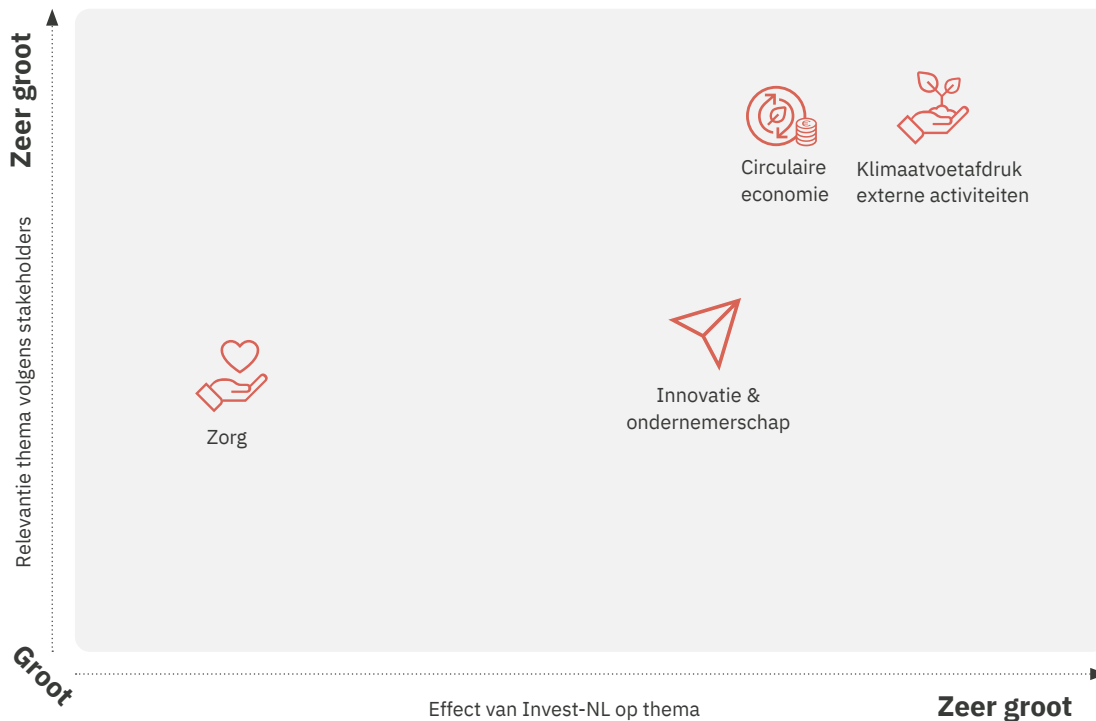 Zeer groot
Relevantie thema volgens stakeholders
Circulaire
economie
Klimaatvoetafdruk
externe activiteiten
Innovatie &
ondernemerschap
Zorg
Groot
Effect van Invest-NL op thema
Zeer groot